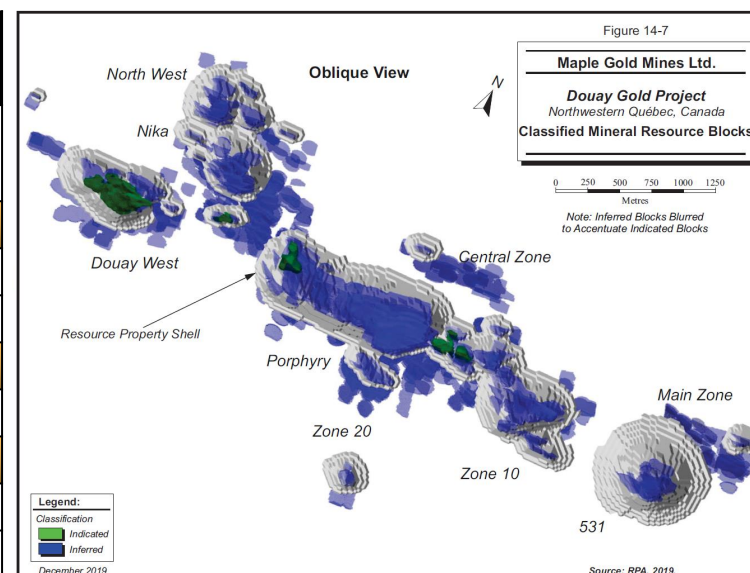 Figure 14-7
Maple Gold Mines Ltd.
Douay Gold Project
Northwestern Québec, Canada
Classified Mineral Resource Blocks
Oblique View
N
0 250 500 750 1000 1250
Metres
Note: Inferred Blocks Blurred
to Accentuate Indicated Blocks
North West
Nika
Douay West
Central Zone
Resource Property Shell
Porphyry
Main Zone
Zone 20
Zone 10
531
Legend:
Classification
Indicated
Inferred
December 2019
Source: RPA, 2019.